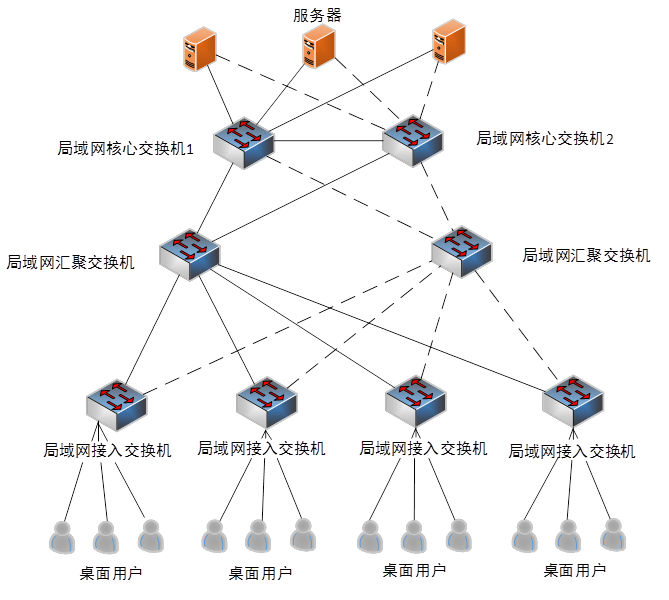 服务器
局域网核心交换机1
局域网核心交换机2
局域网汇聚交换机
局域网汇聚交换机
局域网接入交换机
局域网接入交换机
局域网接入交换机
局域网接入交换机
桌面用户
桌面用户
桌面用户
桌面用户